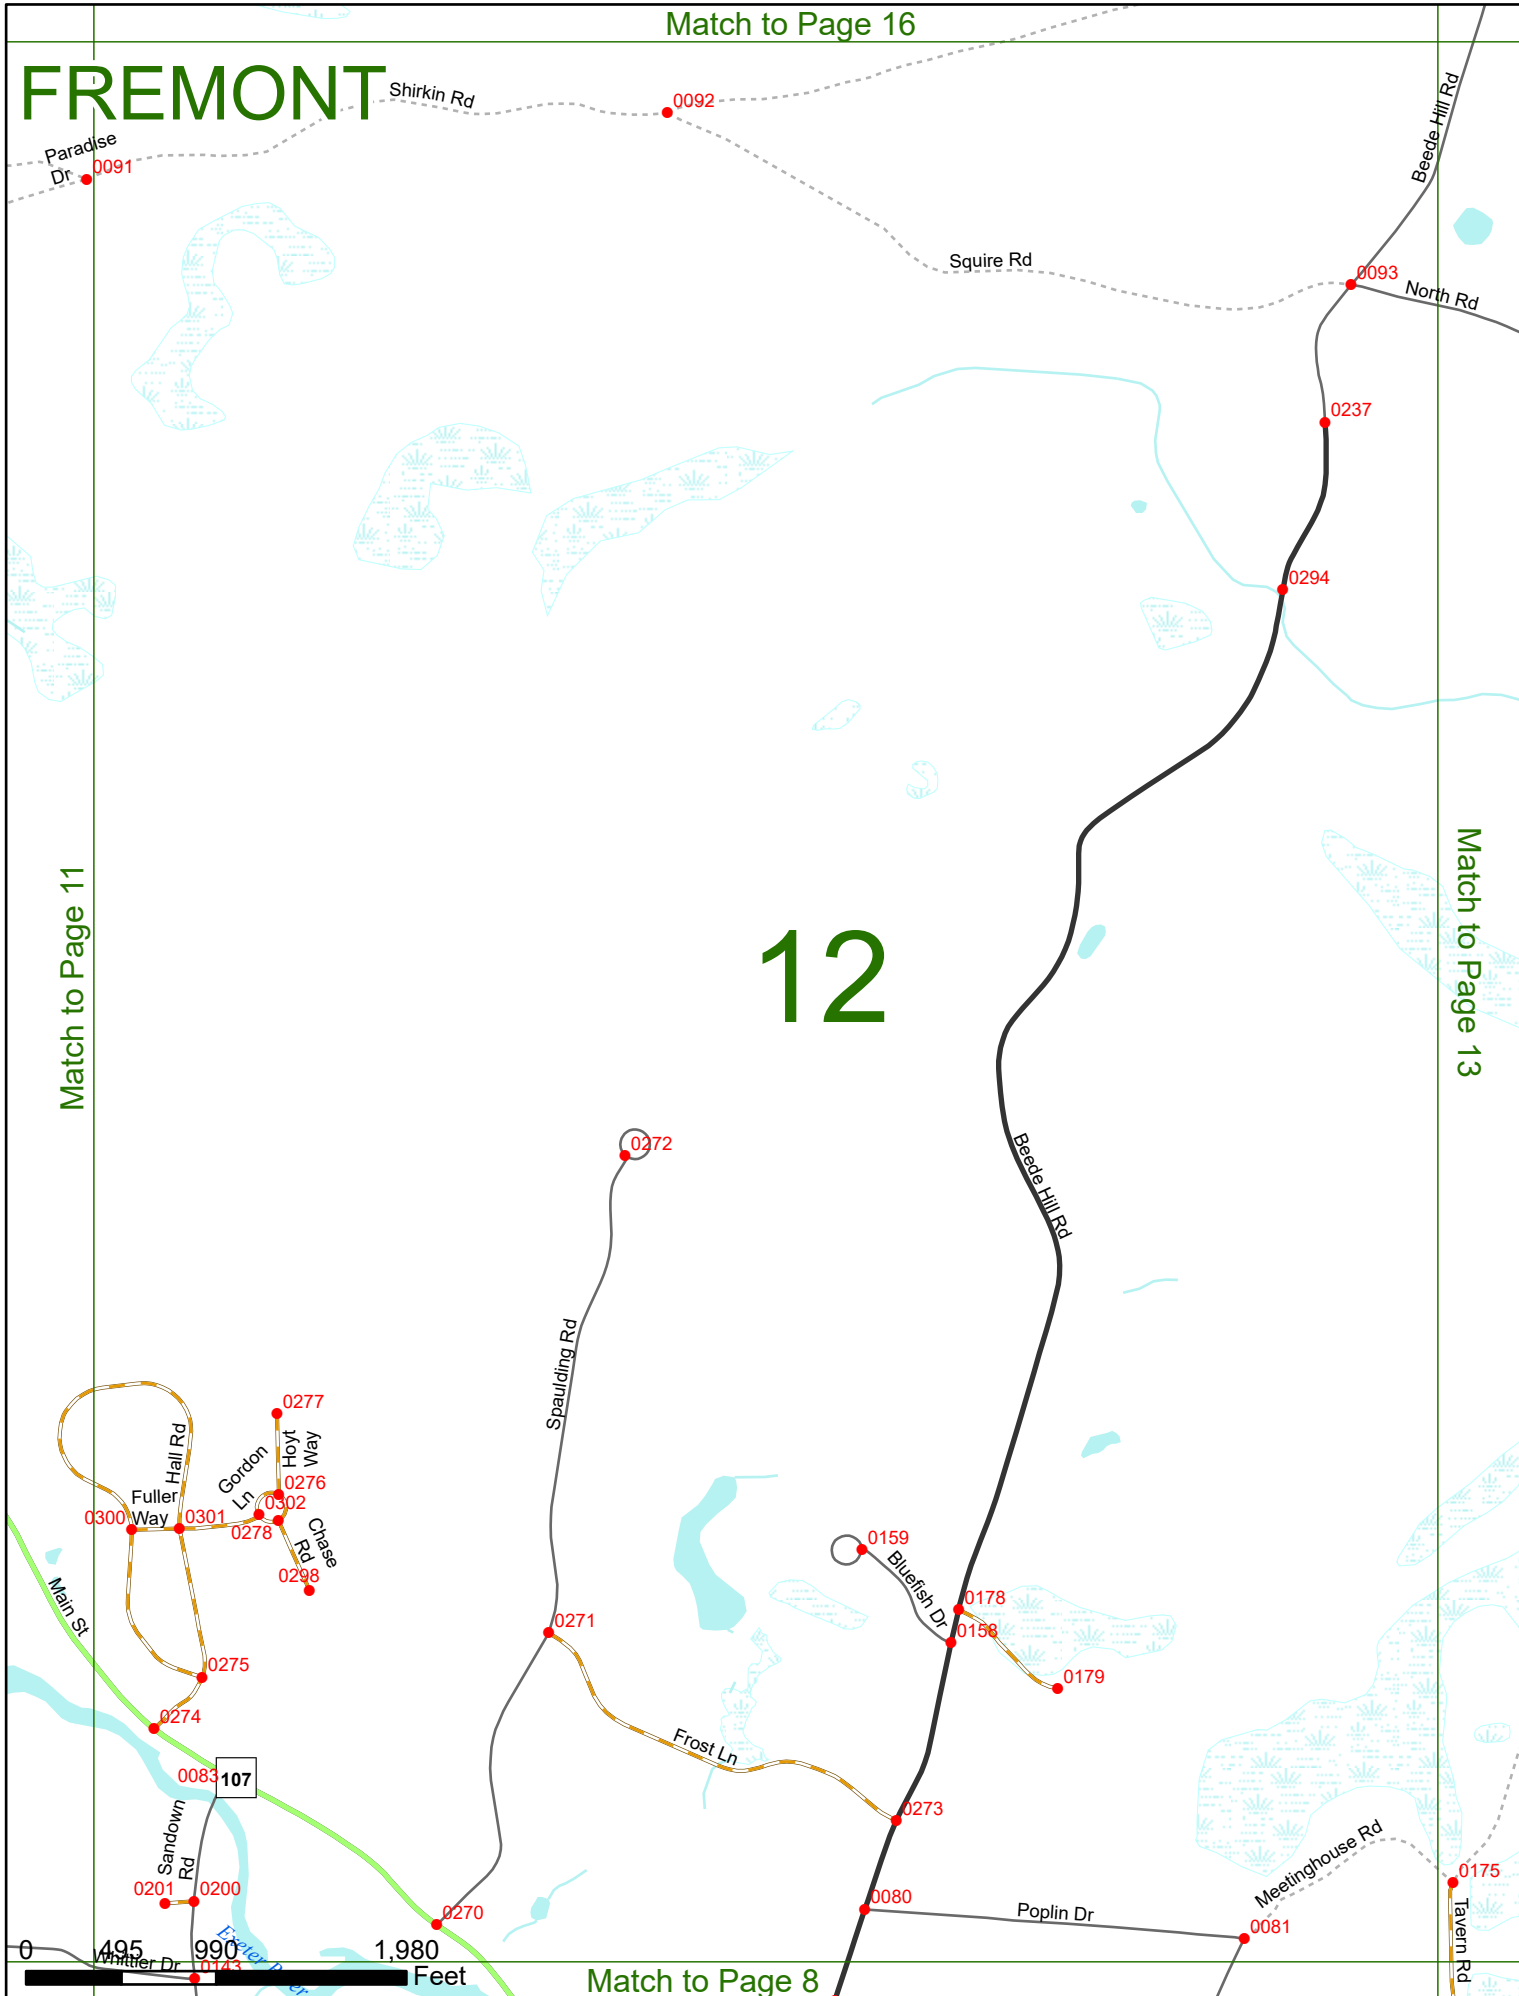 Match to Page 16
FREMONT
Shirkin Rd
0092
Beede Hill Rd
Paradise
Dr
0091
Squire Rd
0093
North Rd
0237
0294
Match to Page 11
12
Match to Page 13
0272
Beede Hill Rd
Spaulding Rd
0277
Hall Rd
Hoyt
Way
Gordon
Ln
0276
Fuller
Way
0302
0300
0301
0278
Chase
Rd
0298
0159
Bluefish Dr
Main St
0178
0271
0158
0275
0179
0274
Frost Ln
0083
107
0273
Sandown
Rd
Meetinghouse Rd
0201
0200
0175
0080
Poplin Dr
0270
0081
Tavern Rd
Exeter River
0
495
990
1,980
Whittier Dr
0143
Feet
Match to Page 8